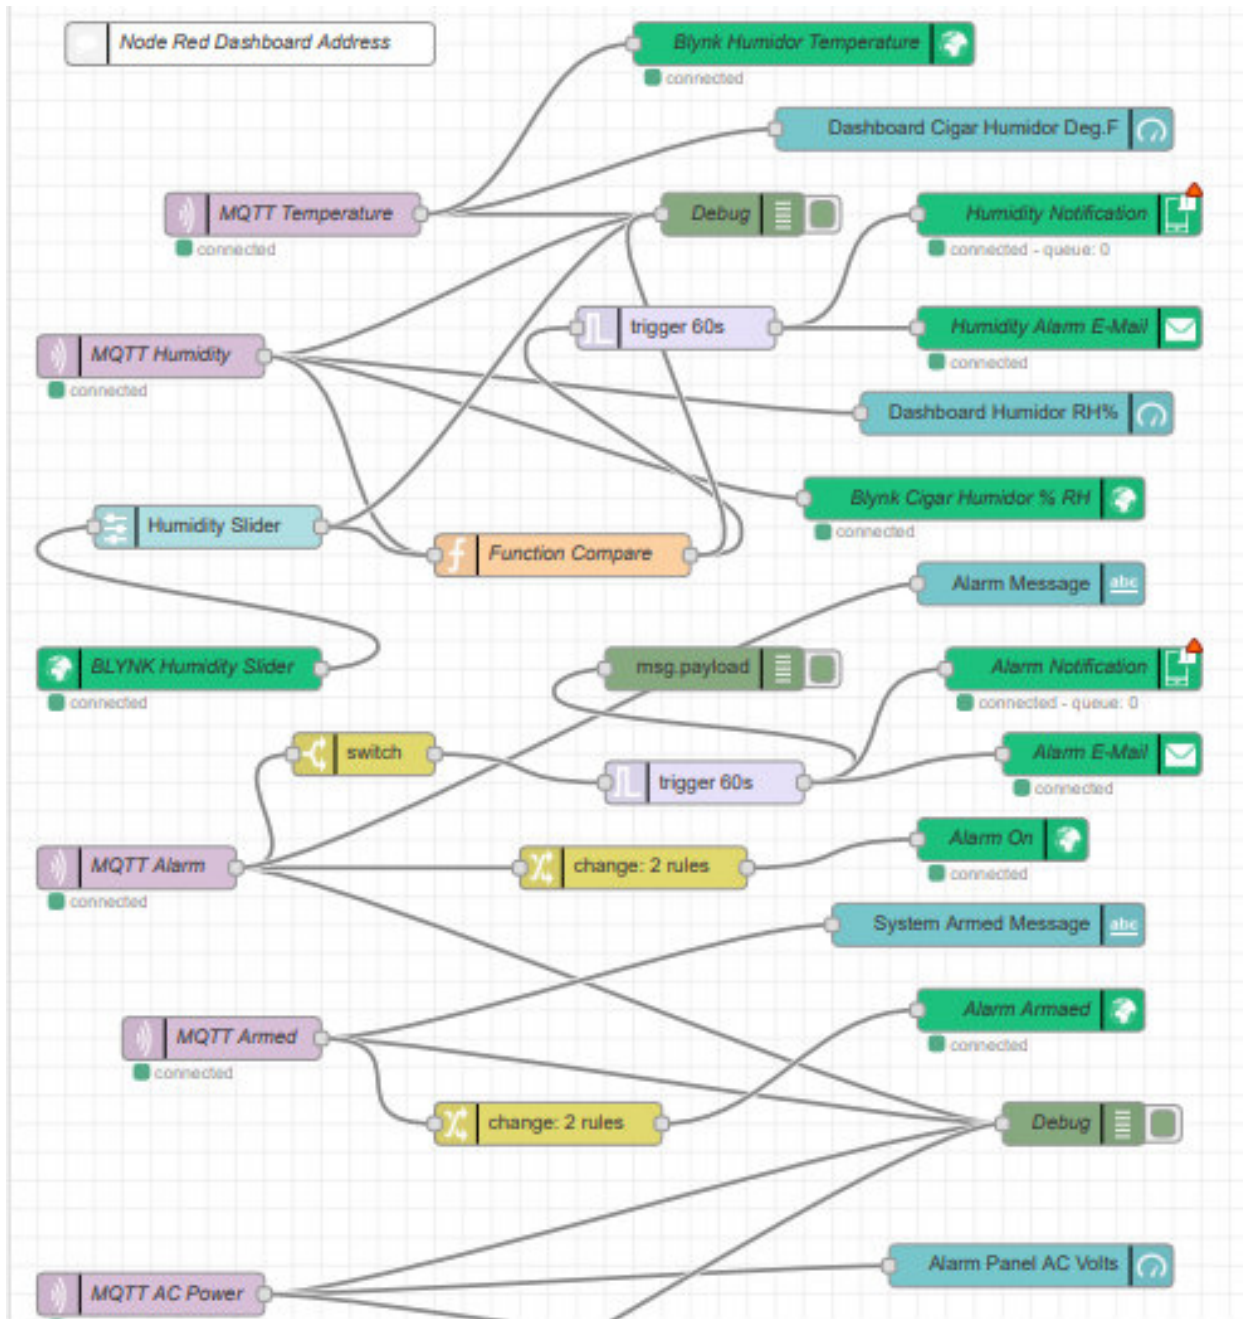 Node Red Dashboard Address
Blynk Humidor Temperature
connected
Dashboard Cigar Humidor Deg.F
MQTT Temperature
connected
Debug
Humidity Notification
connected - queue: 0
trigger 60s
Humidity Alarm E-Mail
connected
MQTT Humidity
connected
Dashboard Humidor RH%
Blynk Cigar Humidor % RH
connected
Humidity Slider
Function Compare
Alarm Message
abc
BLYNK Humidity Slider
connected
msg.payload
Alarm Notification
connected - queue: 0
switch
trigger 60s
Alarm E-Mail
connected
MQTT Alarm
connected
change: 2 rules
Alarm On
connected
System Armed Message
abc
MQTT Armed
connected
Alarm Armaed
connected
change: 2 rules
Debug
Alarm Panel AC Volts
MQTT AC Power